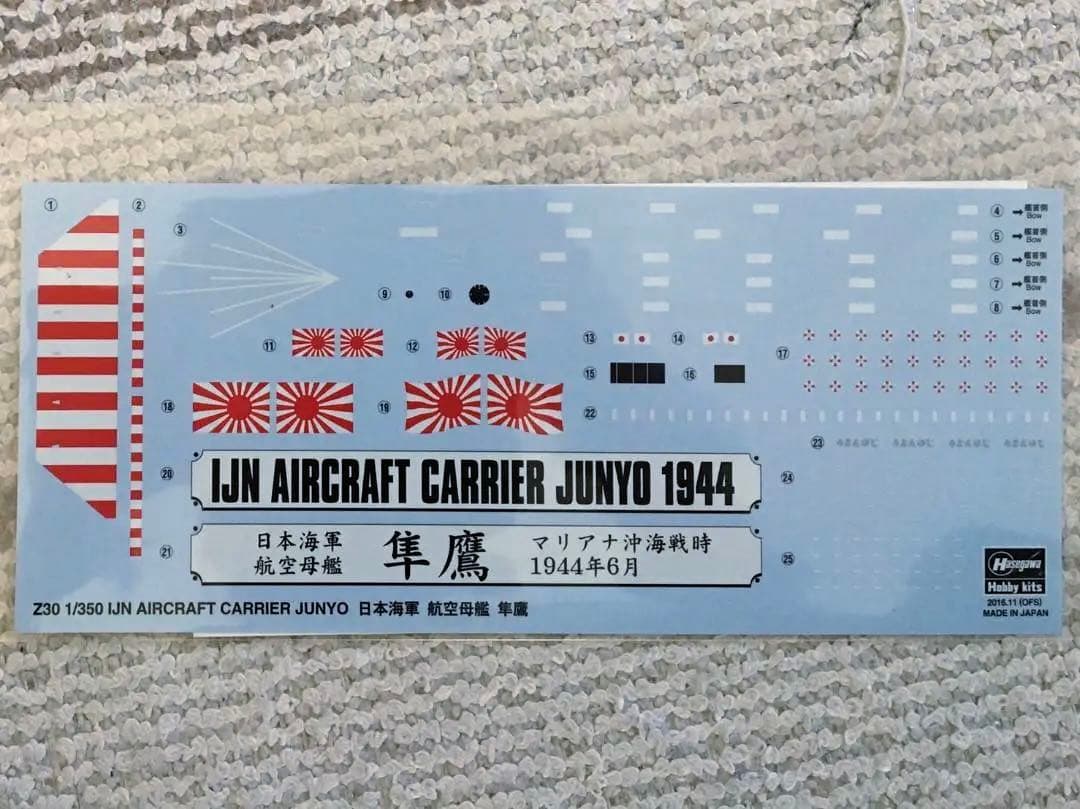 ①
②
③
④ 艦首側 Bow
⑤ 艦首側 Bow
⑥ 艦首側 Bow
⑦ 艦首側 Bow
⑧ 艦首側 Bow
⑨ ⑩
⑪ ⑫ ⑬ ⑭
⑮ ⑯ ⑰
⑱ ⑲ ⑳
㉑ ㉒ ㉓
㉔
㉕
IJN AIRCRAFT CARRIER JUNYO 1944
日本海軍
航空母艦
隼鷹
マリアナ沖海戦時
1944年6月
Hasegawa
Hobby kits
2016.11 (OFS)
MADE IN JAPAN
Z30 1/350 IJN AIRCRAFT CARRIER JUNYO 日本海軍 航空母艦 隼鷹